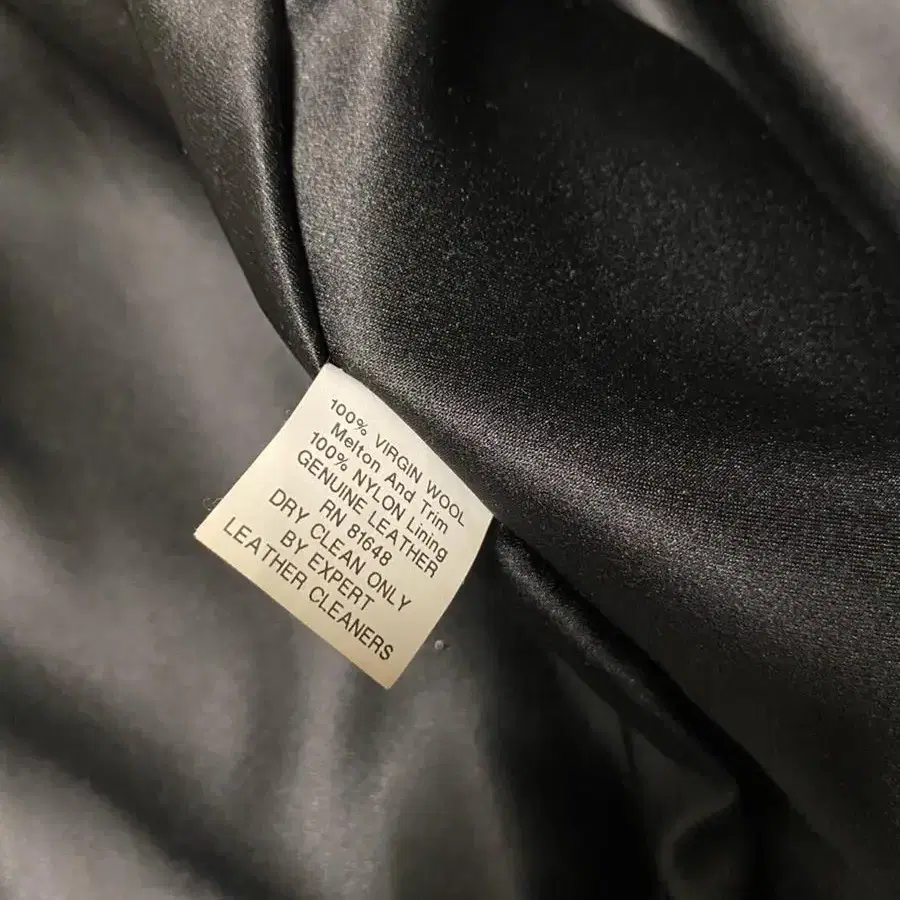 100% VIRGIN WOOL
Melton And Trim
100% NYLON Lining
GENUINE LEATHER
RN 81648
DRY CLEAN ONLY
BY EXPERT
LEATHER CLEANERS